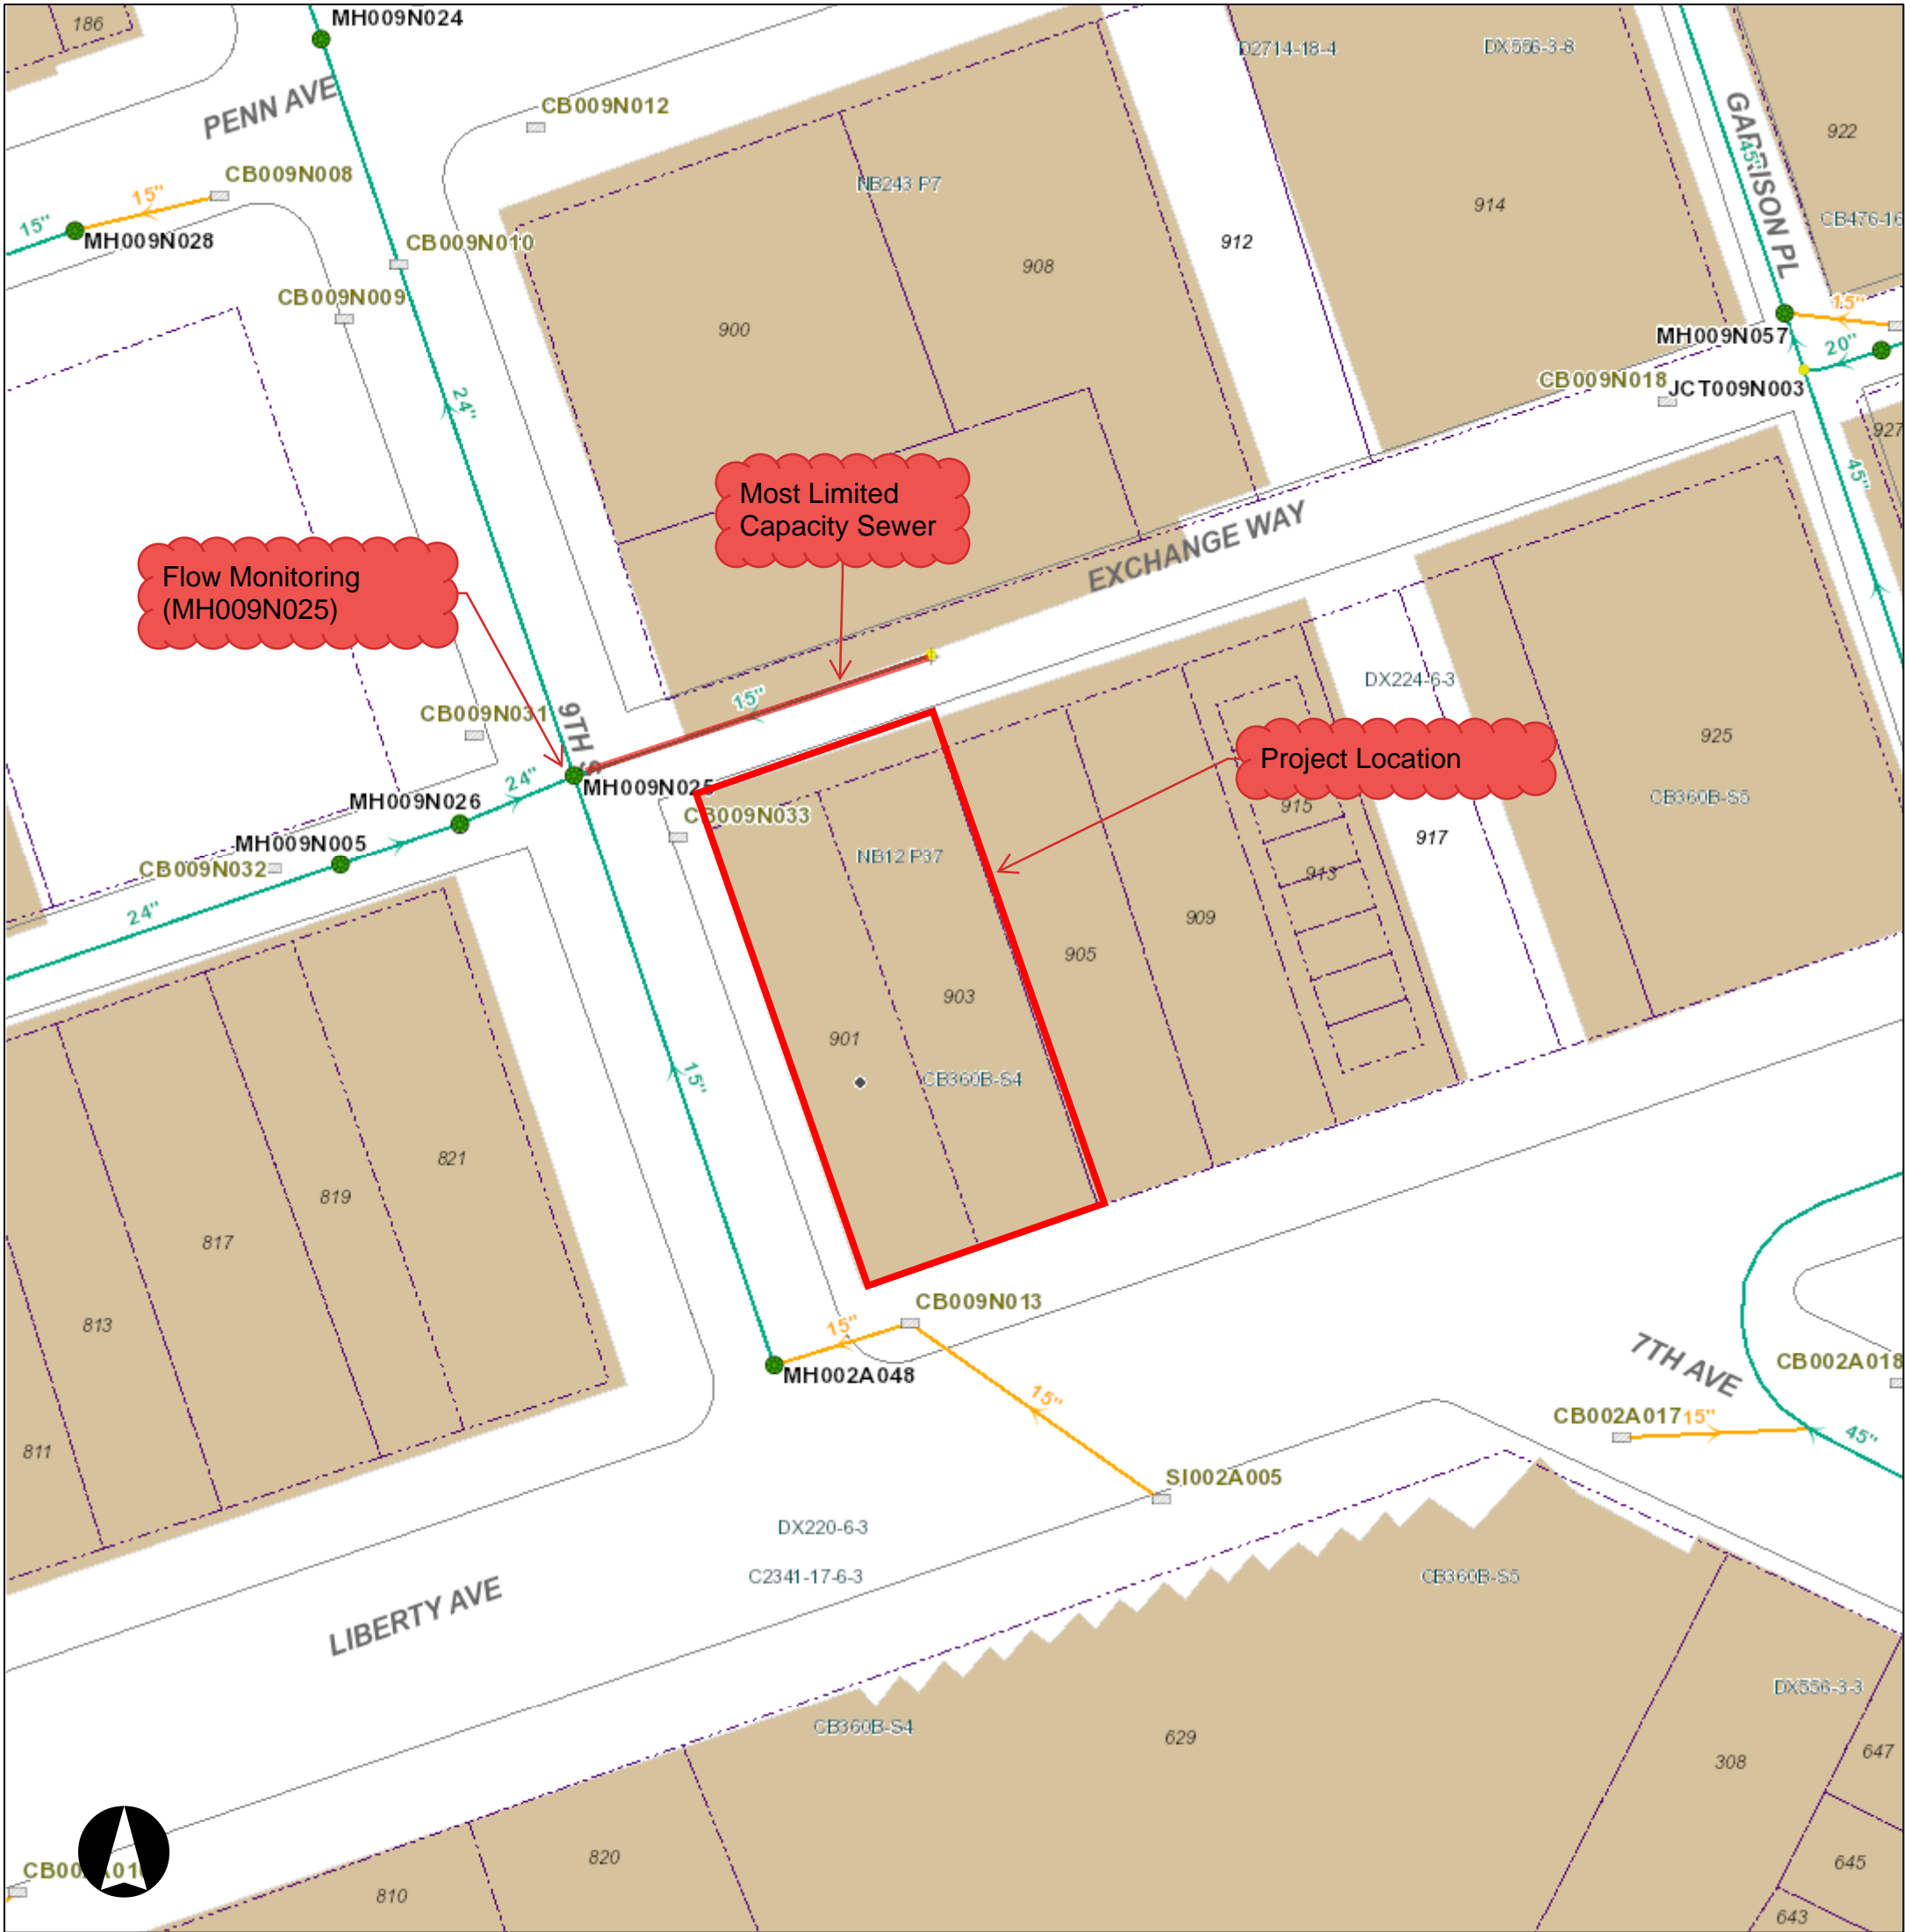 186
MH009N024
PENN AVE
CB009N012
D2714-18-4
DX556-3-8
GARRISON PL
45"
922
CB009N008
15"
15"
MH009N028
NB243 P7
914
CB476-16
CB009N010
912
908
CB009N009
900
15"
MH009N057
20"
CB009N018
JCT009N003
24"
927
45"
Most Limited
Capacity Sewer
EXCHANGE WAY
Flow Monitoring
(MH009N025)
DX224-6-3
15"
CB009N031
9TH S
925
Project Location
24"
MH009N025
MH009N026
915
CB360B-S5
CB009N033
917
MH009N005
CB009N032
NB12 P37
913
24"
909
905
903
901
CB360B-S4
15"
821
819
817
CB009N013
813
15"
7TH AVE
MH002A048
CB002A018
15"
CB002A017
15"
45"
811
SI002A005
DX220-6-3
C2341-17-6-3
CB360B-S5
LIBERTY AVE
DX556-3-3
CB360B-S4
629
308
647
820
645
810
643